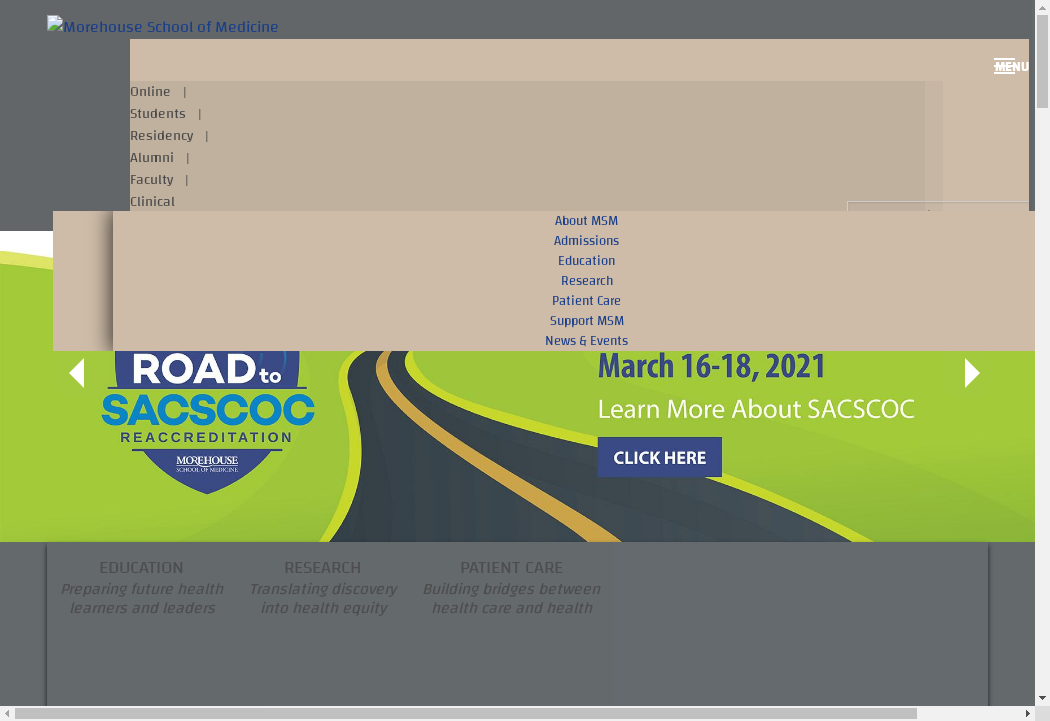 Morehouse School of Medicine
MENU
Online |
Students |
Residency |
Alumni |
Faculty |
Clinical
About MSM
Admissions
Education
Research
Patient Care
Support MSM
News & Events
ROAD to
SACSCOC
REACCREDITATION
MOREHOUSE
SCHOOL OF MEDICINE
March 16-18, 2021
Learn More About SACSCOC
CLICK HERE
EDUCATION
Preparing future health
learners and leaders
RESEARCH
Translating discovery
into health equity
PATIENT CARE
Building bridges between
health care and health